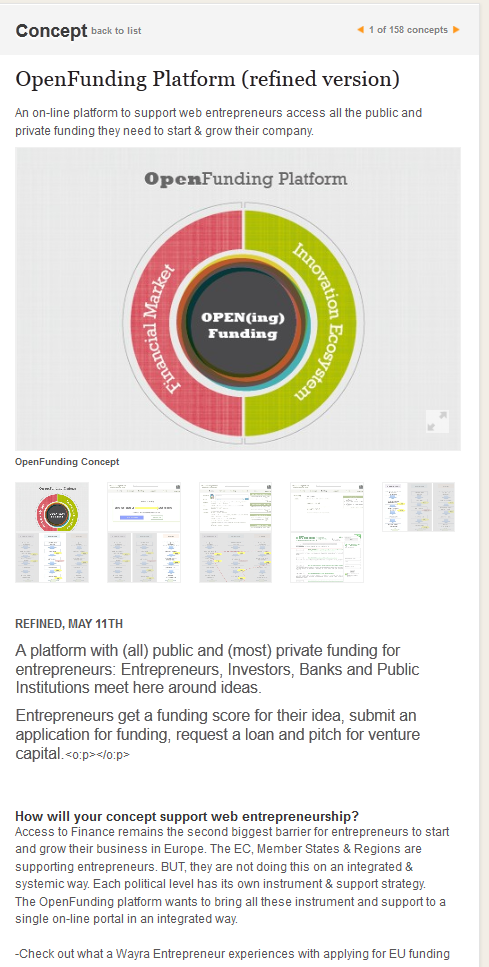 Concept back to list
1 of 158 concepts
OpenFunding Platform (refined version)
An on-line platform to support web entrepreneurs access all the public and
private funding they need to start & grow their company.
OpenFunding Platform
Financial Market
Innovation Ecosystem
OPEN(ing)
Funding
OpenFunding Concept
REFINED, MAY 11TH
A platform with (all) public and (most) private funding for
entrepreneurs: Entrepreneurs, Investors, Banks and Public
Institutions meet here around ideas.
Entrepreneurs get a funding score for their idea, submit an
application for funding, request a loan and pitch for venture
capital.<o:p></o:p>
How will your concept support web entrepreneurship?
Access to Finance remains the second biggest barrier for entrepreneurs to start
and grow their business in Europe. The EC, Member States & Regions are
supporting entrepreneurs. BUT, they are not doing this on an integrated &
systemic way. Each political level has its own instrument & support strategy.
The OpenFunding platform wants to bring all these instrument and support to a
single on-line portal in an integrated way.
-Check out what a Wayra Entrepreneur experiences with applying for EU funding